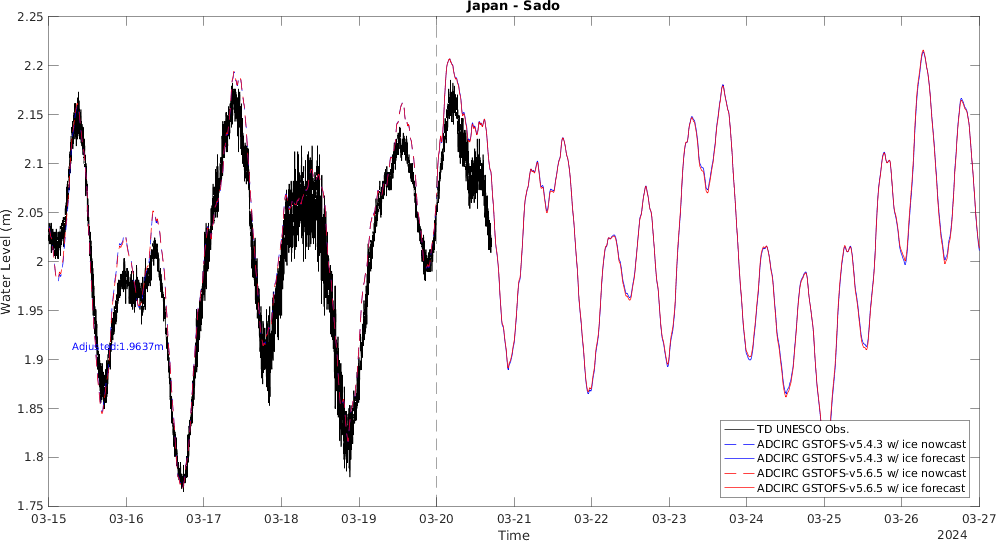 Japan - Sado
Water Level (m)
2.25
2.2
2.15
2.1
2.05
2
1.95
1.9
1.85
1.8
1.75
Adjusted:1.9637m
TD UNESCO Obs.
ADCIRC GSTOFS-v5.4.3 w/ ice nowcast
ADCIRC GSTOFS-v5.4.3 w/ ice forecast
ADCIRC GSTOFS-v5.6.5 w/ ice nowcast
ADCIRC GSTOFS-v5.6.5 w/ ice forecast
03-15 03-16 03-17 03-18 03-19 03-20 03-21 03-22 03-23 03-24 03-25 03-26 03-27
Time
2024